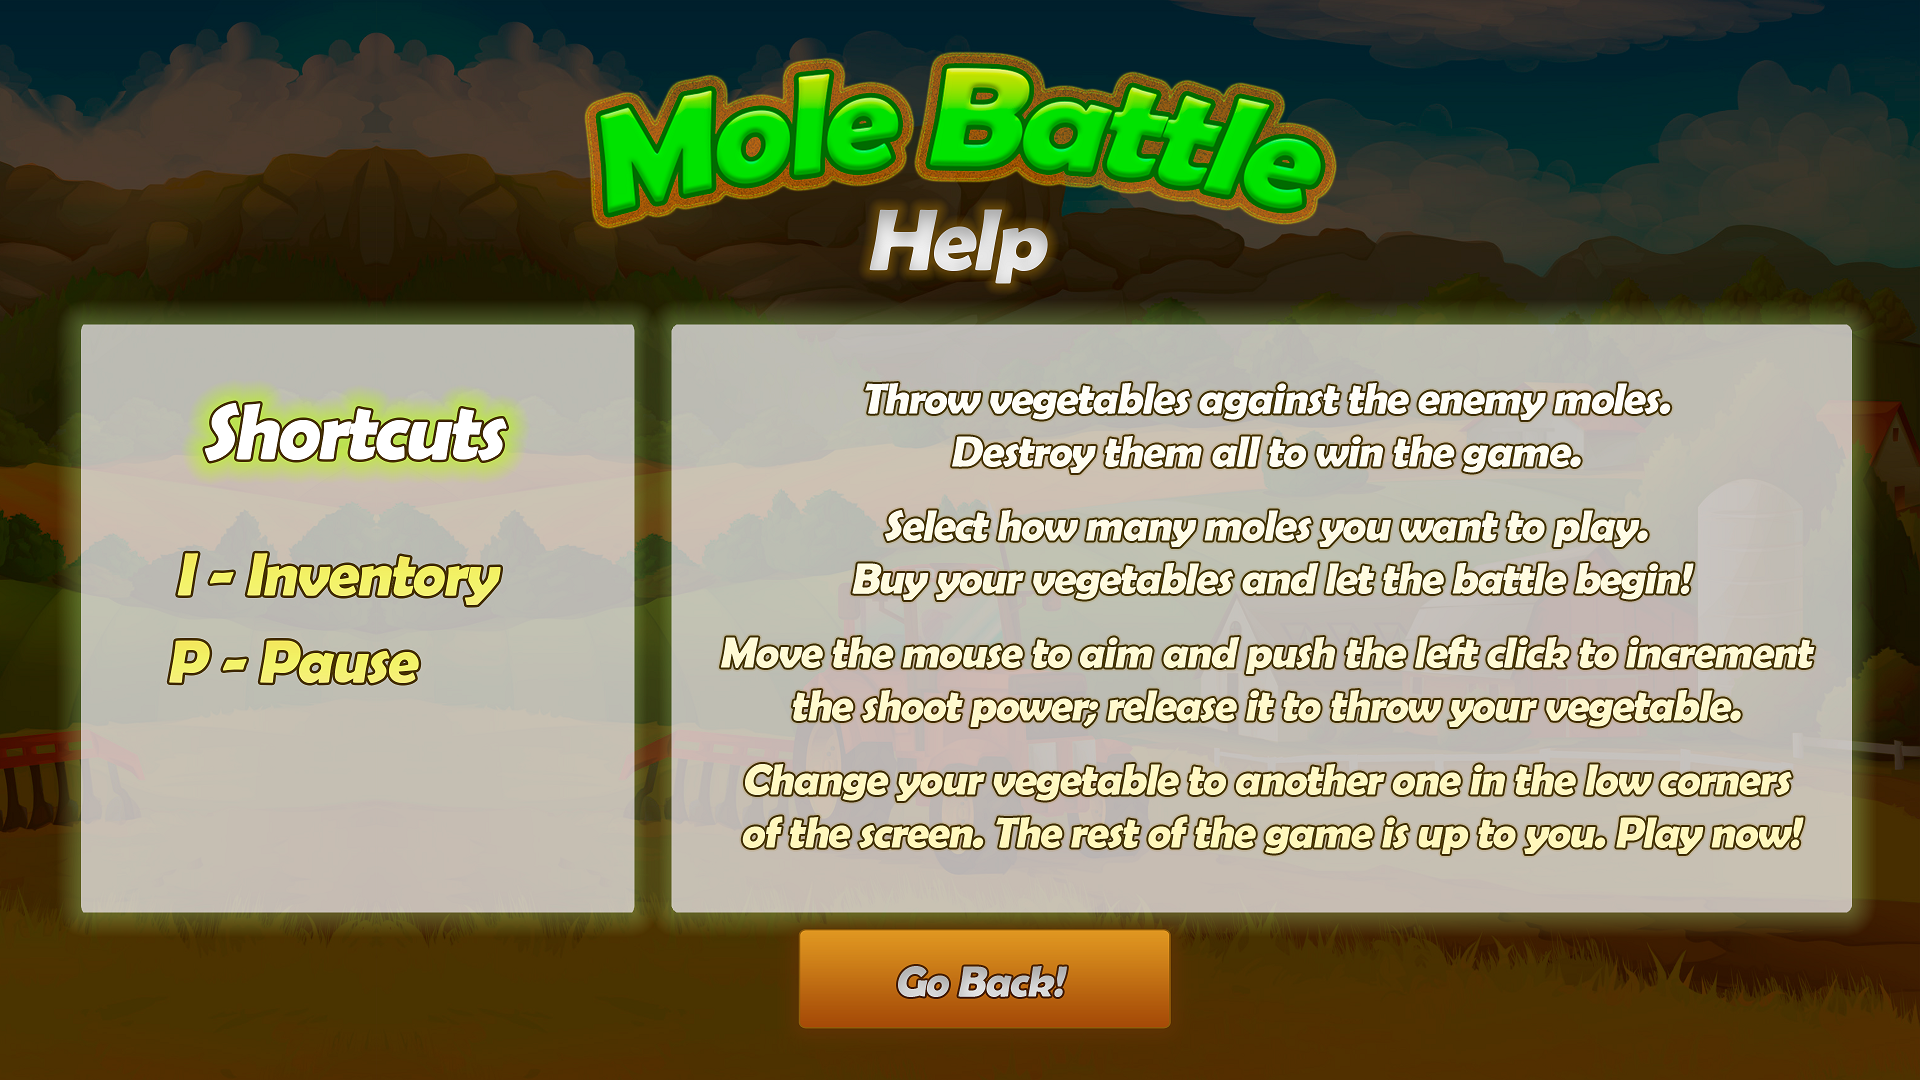 Mole Battle
Help
Shortcuts
I - Inventory
P - Pause
Throw vegetables against the enemy moles.
Destroy them all to win the game.
Select how many moles you want to play.
Buy your vegetables and let the battle begin!
Move the mouse to aim and push the left click to increment
the shoot power; release it to throw your vegetable.
Change your vegetable to another one in the low corners
of the screen. The rest of the game is up to you. Play now!
Go Back!